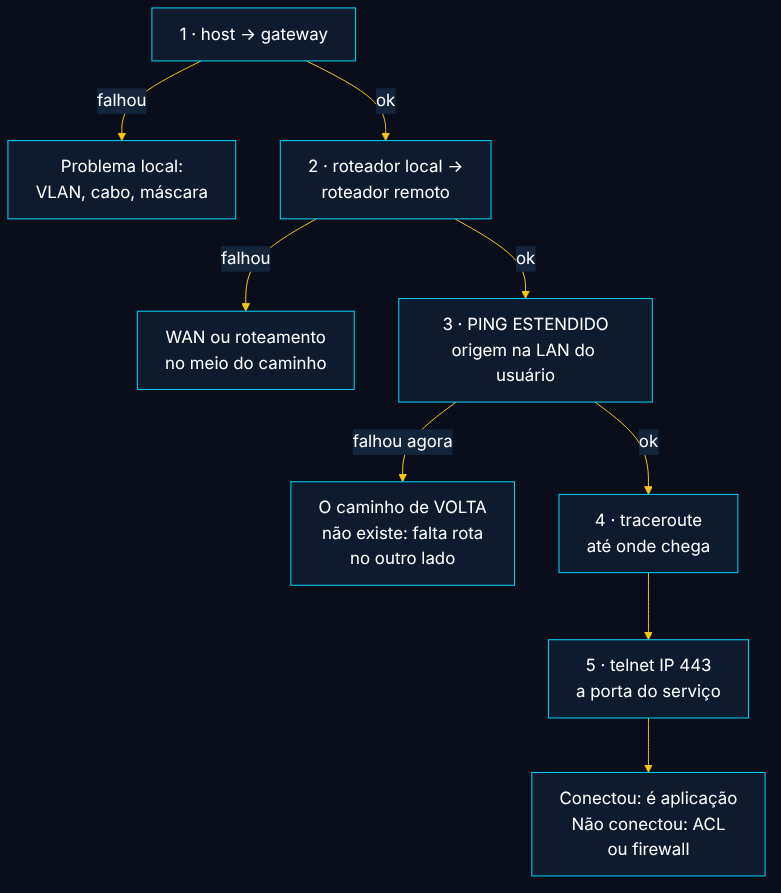 1 · host → gateway
falhou
ok
Problema local:
VLAN, cabo, máscara
2 · roteador local →
roteador remoto
falhou
ok
WAN ou roteamento
no meio do caminho
3 · PING ESTENDIDO
origem na LAN do
usuário
falhou agora
ok
O caminho de VOLTA
não existe: falta rota
no outro lado
4 · traceroute
até onde chega
5 · telnet IP 443
a porta do serviço
Conectou: é aplicação
Não conectou: ACL
ou firewall